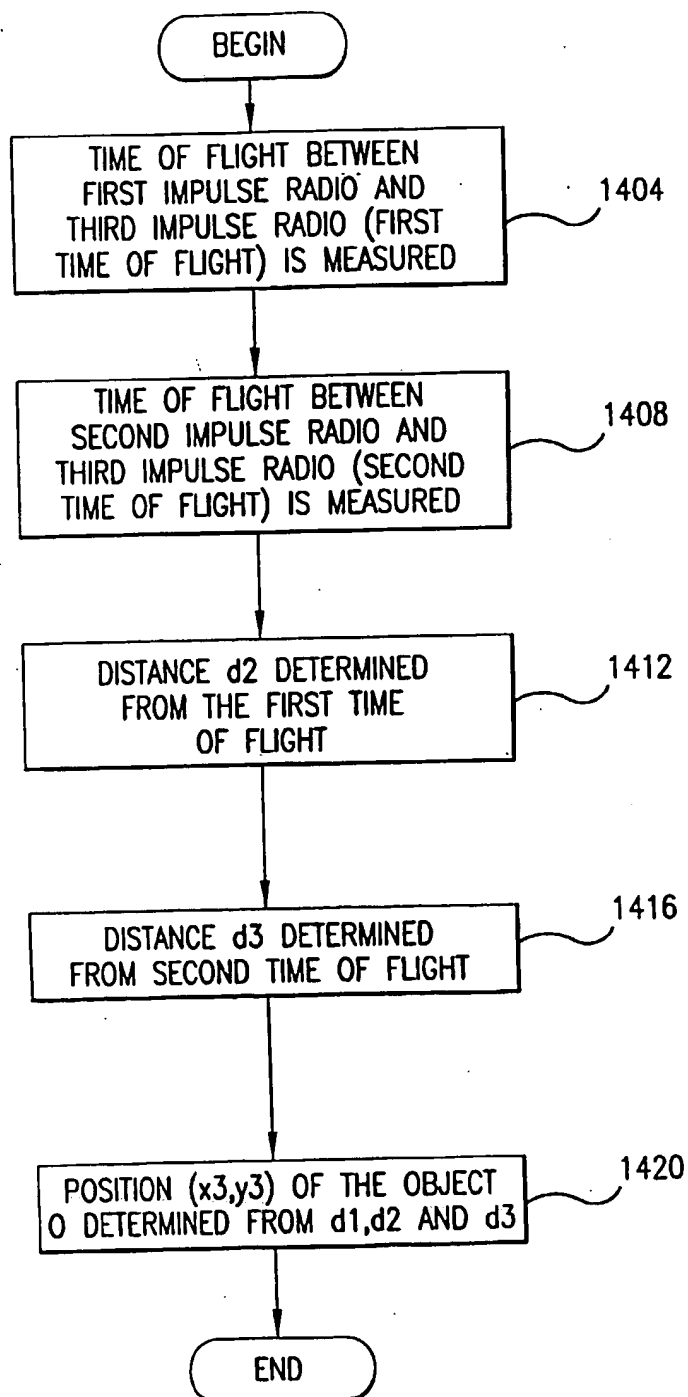 BEGIN
TIME OF FLIGHT BETWEEN
FIRST IMPULSE RADIO AND
THIRD IMPULSE RADIO (FIRST
TIME OF FLIGHT) IS MEASURED
1404
TIME OF FLIGHT BETWEEN
SECOND IMPULSE RADIO AND
THIRD IMPULSE RADIO (SECOND
TIME OF FLIGHT) IS MEASURED
1408
DISTANCE d2 DETERMINED
FROM THE FIRST TIME
OF FLIGHT
1412
DISTANCE d3 DETERMINED
FROM SECOND TIME OF FLIGHT
1416
POSITION (x3,y3) OF THE OBJECT
O DETERMINED FROM d1,d2 AND d3
1420
END